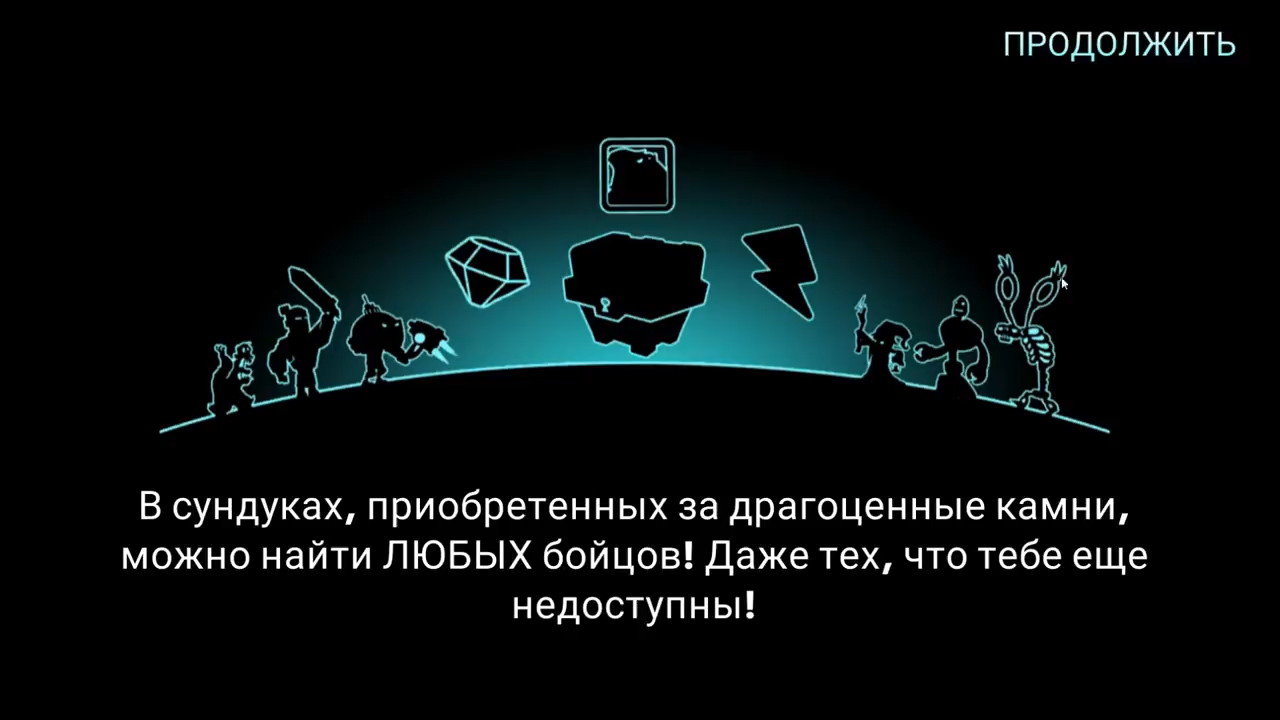 ПРОДОЛЖИТЬ
В сундуках, приобретенных за драгоценные камни,
можно найти ЛЮБЫХ бойцов! Даже тех, что тебе еще
недоступны!